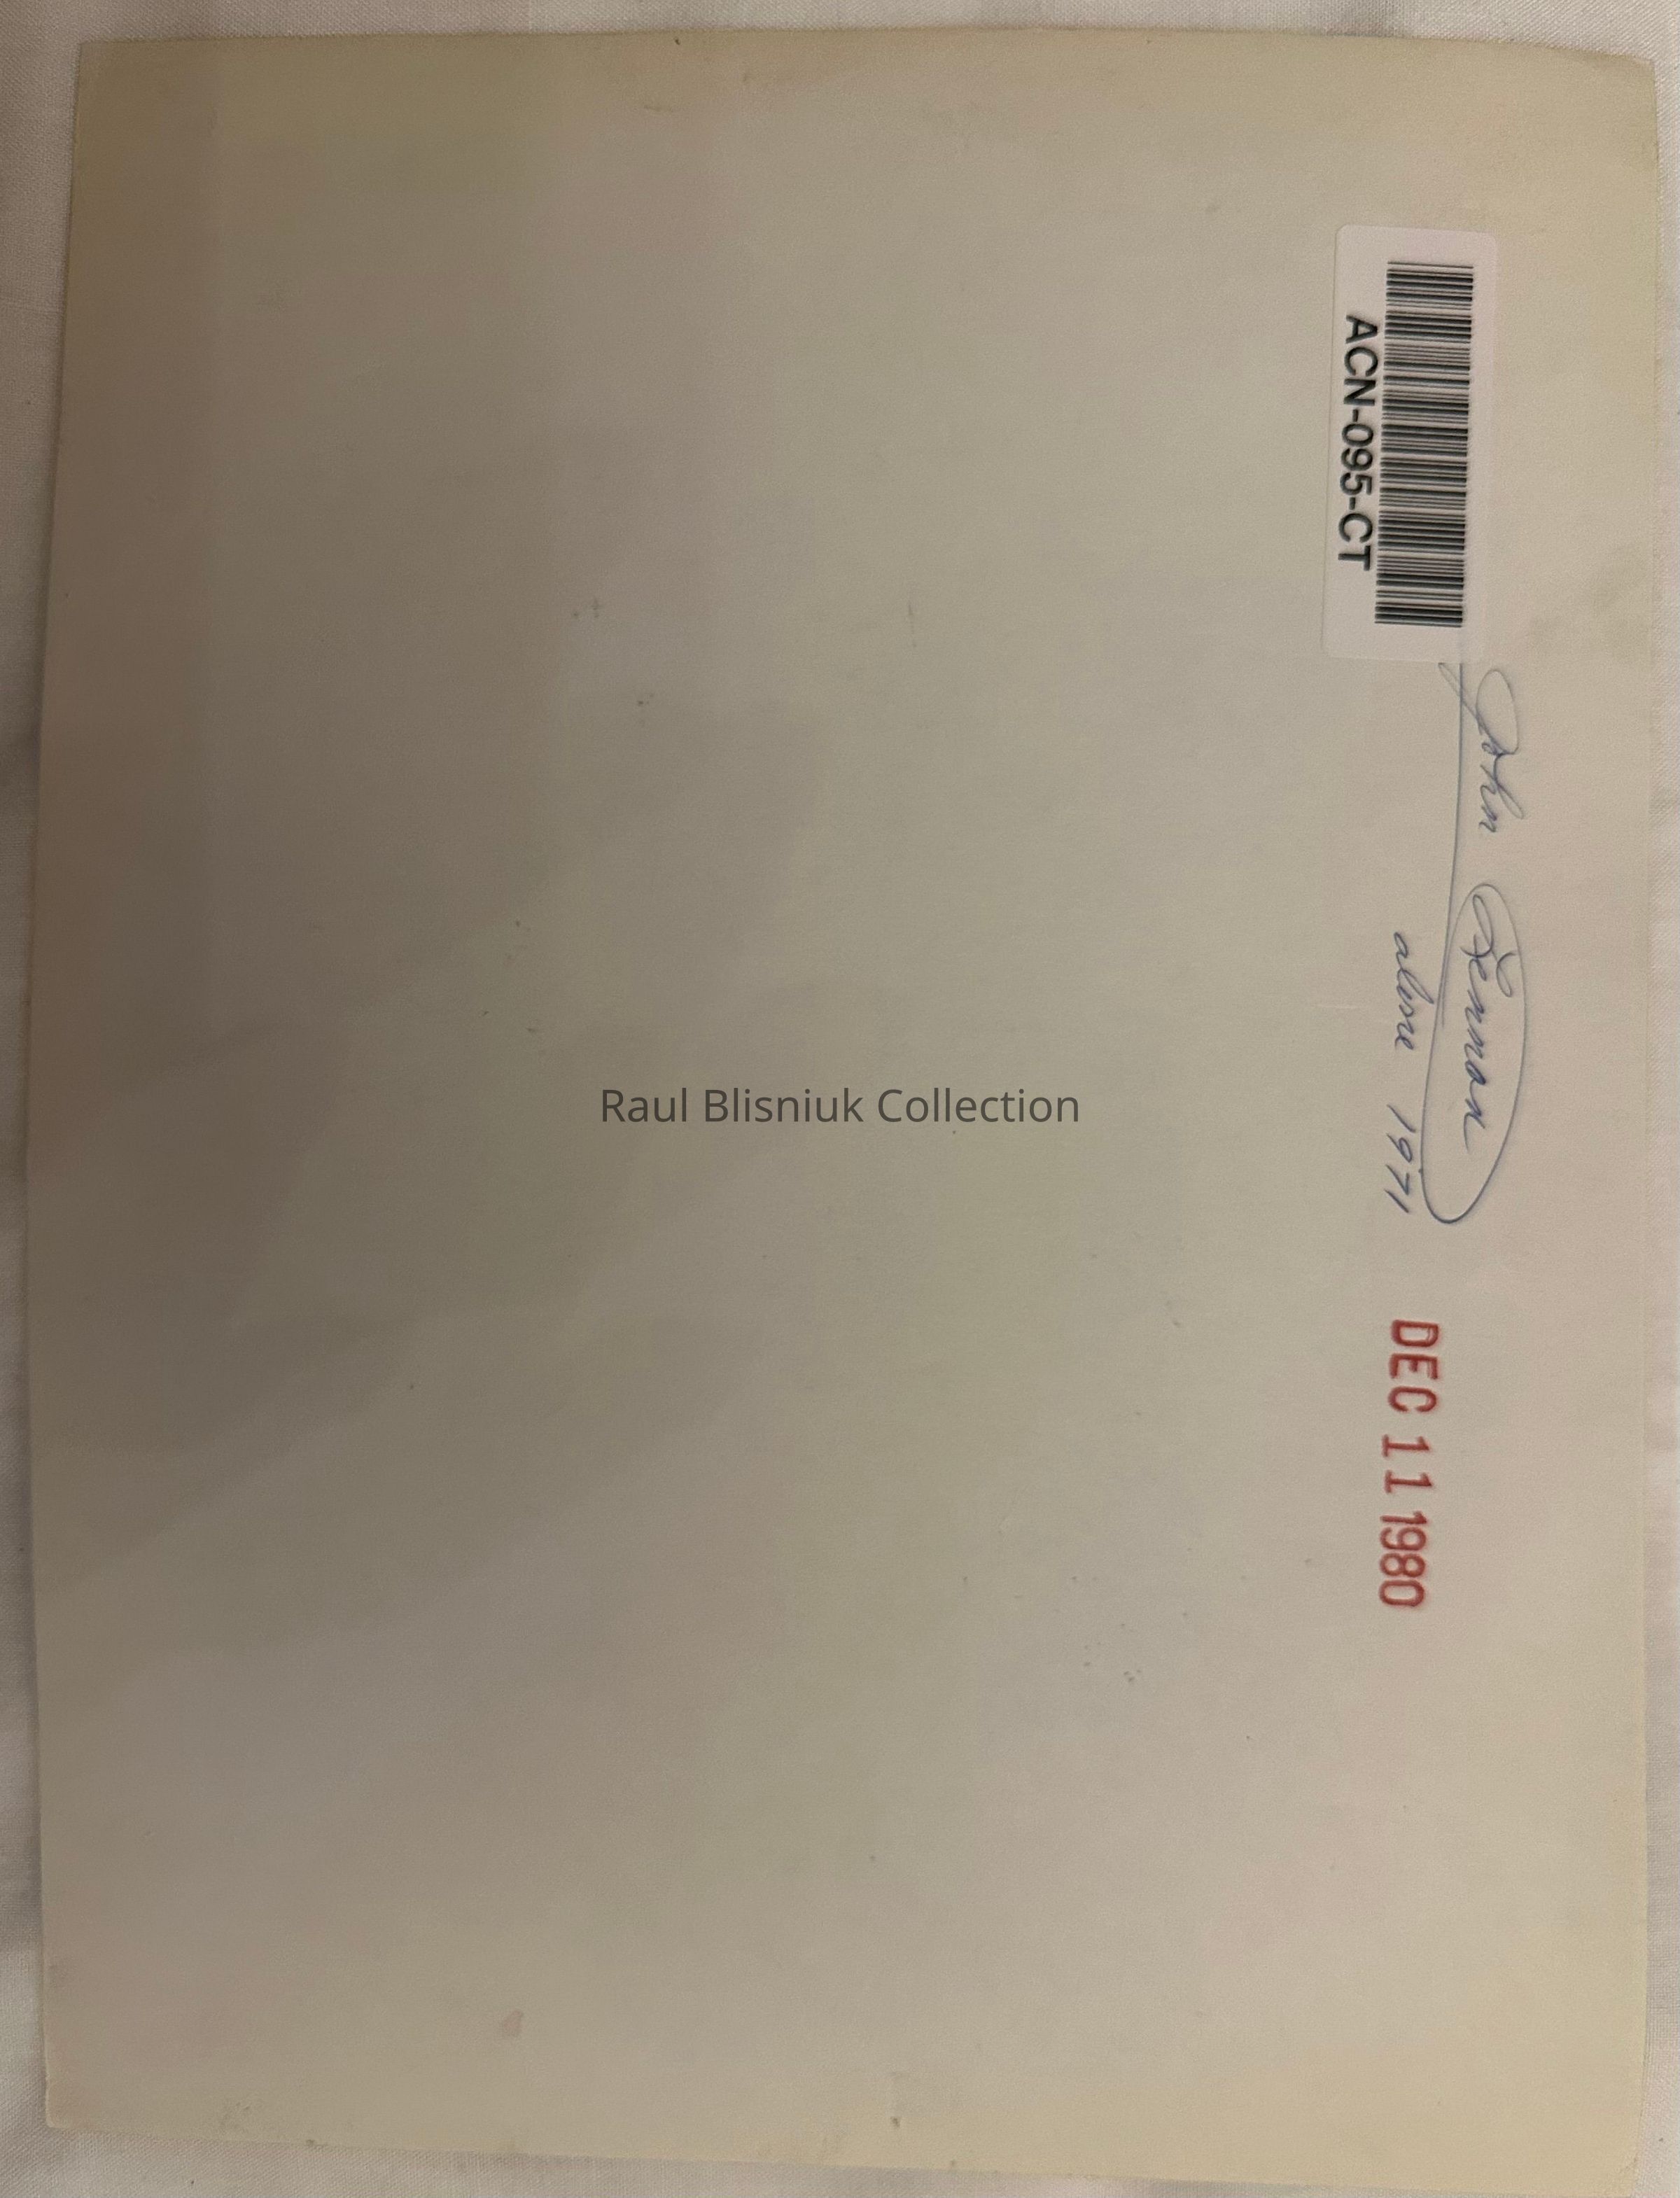 ACN-095-CT
John Lennon
alone 1971
DEC 11 1980
Raul Blisniuk Collection